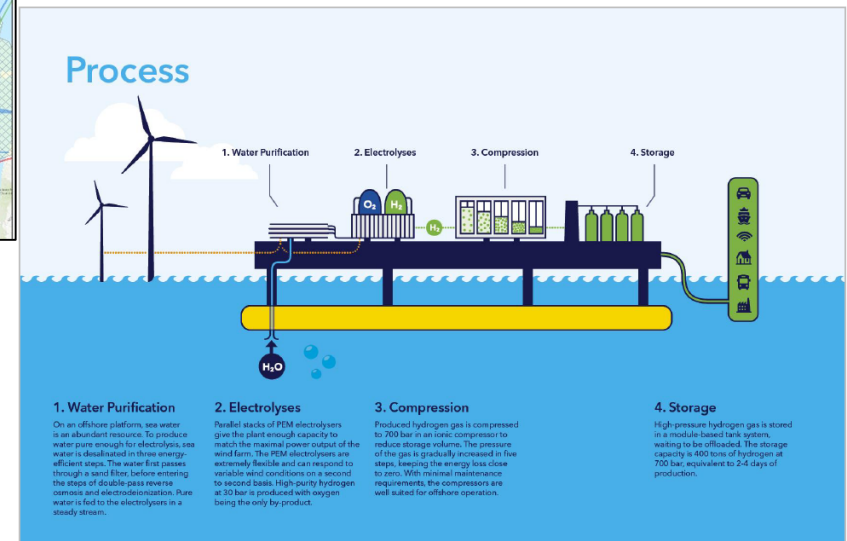 Process
1. Water Purification
2. Electrolyses
3. Compression
4. Storage
O₂
H₂
H₂
H₂O
1. Water Purification
On an offshore platform, sea water
is an abundant resource. To produce
water pure enough for electrolysis, sea
water is desalinated in three energy-
efficient steps. The water first passes
through a sand filter, before entering
the steps of double-pass reverse
osmosis and electrodeionization. Pure
water is fed to the electrolysers in a
steady stream.
2. Electrolyses
Parallel stacks of PEM electrolysers
give the plant enough capacity to
match the maximal power output of the
wind farm. The PEM electrolysers are
extremely flexible and can respond to
variable wind conditions on a second
to second basis. High-purity hydrogen
at 30 bar is produced with oxygen
being the only by-product.
3. Compression
Produced hydrogen gas is compressed
to 700 bar in an ionic compressor to
reduce storage volume. The pressure
of the gas is gradually increased in five
steps, keeping the energy loss close
to zero. With minimal maintenance
requirements, the compressors are
well suited for offshore operation.
4. Storage
High-pressure hydrogen gas is stored
in a module-based tank system,
waiting to be offloaded. The storage
capacity is 400 tons of hydrogen at
700 bar, equivalent to 2-4 days of
production.